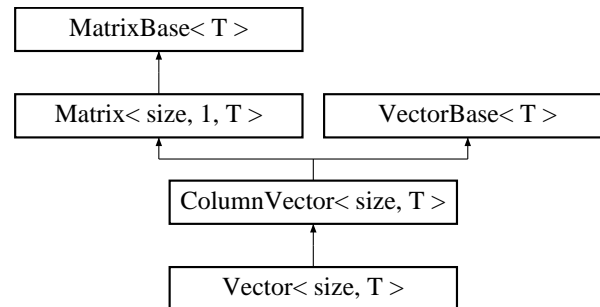 MatrixBase< T >
Matrix< size, 1, T >
VectorBase< T >
ColumnVector< size, T >
Vector< size, T >